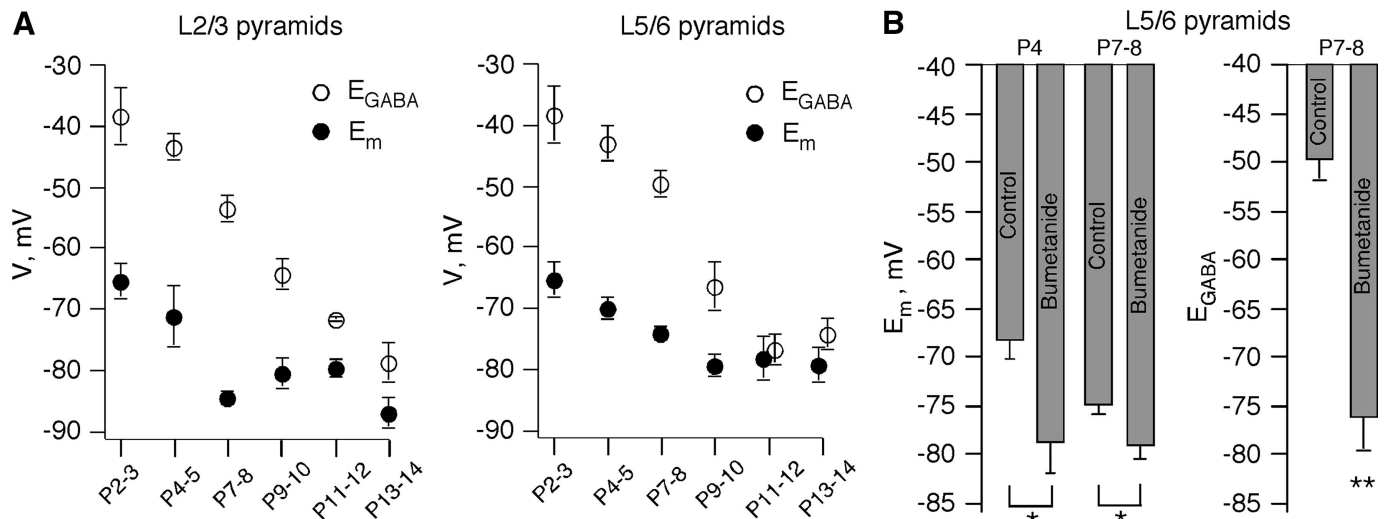 A
L2/3 pyramids
V, mV
-30
-40
-50
-60
-70
-80
-90
E GABA
E m
P2-3
P4-5
P7-8
P9-10
P11-12
P13-14
L5/6 pyramids
V, mV
-30
-40
-50
-60
-70
-80
-90
E GABA
E m
P2-3
P4-5
P7-8
P9-10
P11-12
P13-14
B
L5/6 pyramids
P4
P7-8
E m , mV
-40
-45
-50
-55
-60
-65
-70
-75
-80
-85
Control
Bumetanide
Control
Bumetanide
*
*
P7-8
E GABA
-40
-45
-50
-55
-60
-65
-70
-75
-80
-85
Control
Bumetanide
**